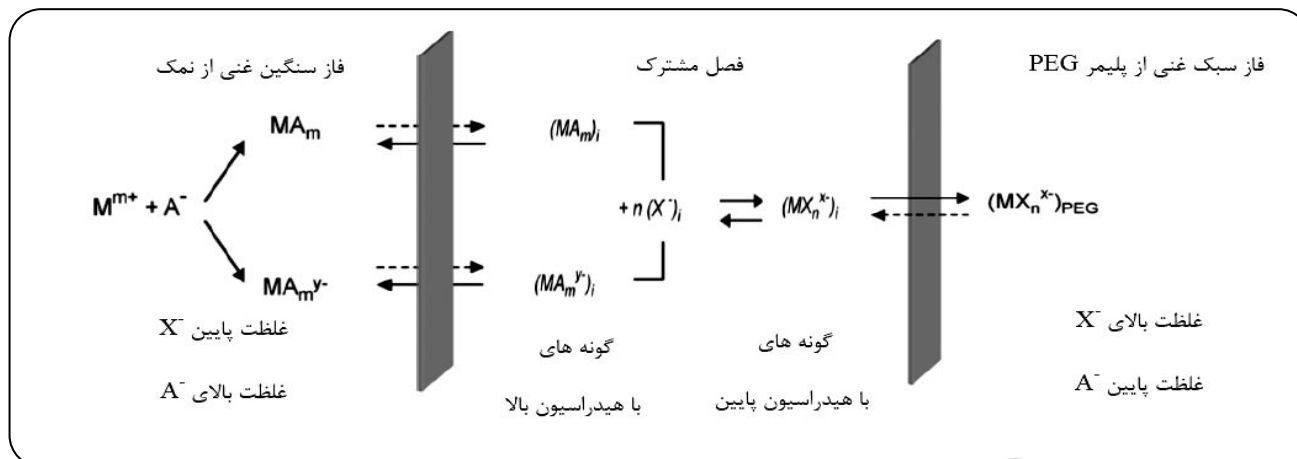 فاز سنگین غنی از نمک
فصل مشترک
فاز سبک غنی از پلیمر PEG
MAₘ
(MAₘ)ᵢ
Mᵐ⁺ + A⁻
+ n (X⁻)ᵢ
(MXₙˣ⁻)ᵢ
(MXₙˣ⁻)PEG
MAₘʸ⁻
(MAₘʸ⁻)ᵢ
غلظت پایین X⁻
غلظت بالای A⁻
گونه های
با هیدراسیون بالا
گونه های
با هیدراسیون پایین
غلظت بالای X⁻
غلظت پایین A⁻